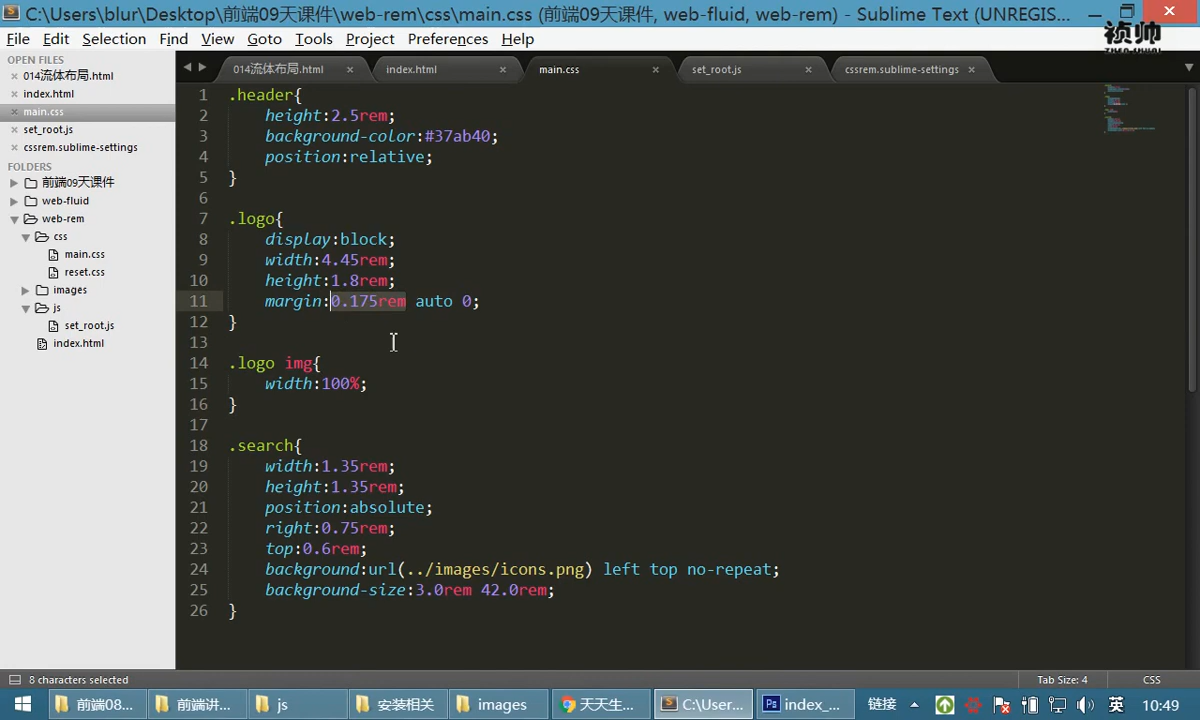 C:\Users\blur\Desktop\前端09天课件\web-rem\css\main.css (前端09天课件, web-fluid, web-rem) - Sublime Text (UNREGIS...
祯帅
File Edit Selection Find View Goto Tools Project Preferences Help
OPEN FILES
014流体布局.html
index.html
main.css
set_root.js
cssrem.sublime-settings
FOLDERS
前端09天课件
web-fluid
web-rem
css
main.css
reset.css
images
js
set_root.js
index.html
014流体布局.html index.html main.css set_root.js cssrem.sublime-settings
1 .header{
2 height:2.5rem;
3 background-color:#37ab40;
4 position:relative;
5 }
6
7 .logo{
8 display:block;
9 width:4.45rem;
10 height:1.8rem;
11 margin:0.175rem auto 0;
12 }
13
14 .logo img{
15 width:100%;
16 }
17
18 .search{
19 width:1.35rem;
20 height:1.35rem;
21 position:absolute;
22 right:0.75rem;
23 top:0.6rem;
24 background:url(../images/icons.png) left top no-repeat;
25 background-size:3.0rem 42.0rem;
26 }
8 characters selected Tab Size: 4 CSS
前端08... 前端讲... js 安装相关 images 天天生... C:\User... index_... 链接 英 10:49